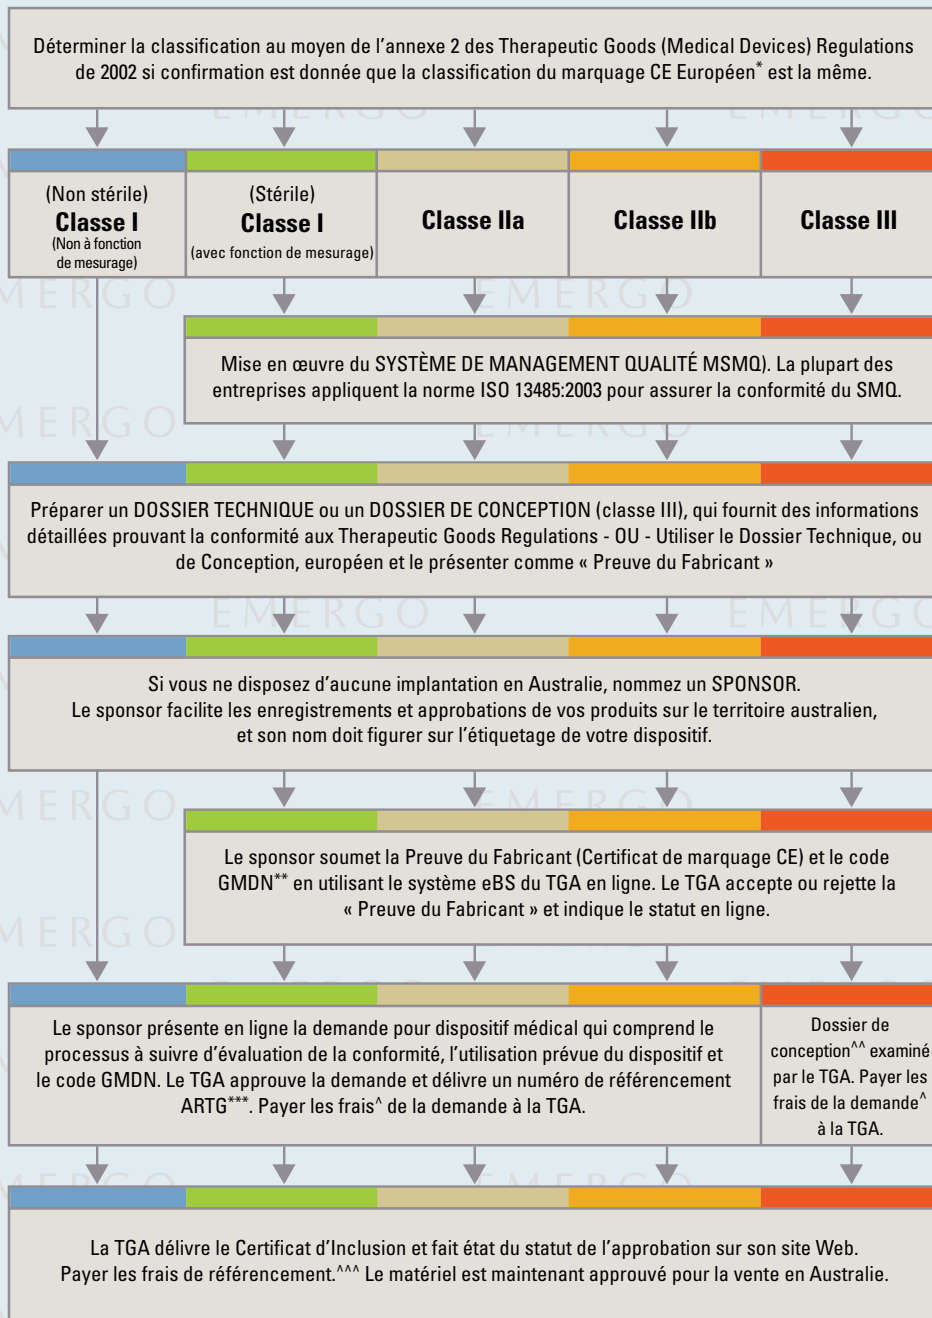 Déterminer la classification au moyen de l’annexe 2 des Therapeutic Goods (Medical Devices) Regulations
de 2002 si confirmation est donnée que la classification du marquage CE Européen* est la même.
(Non stérile)
Classe I
(Non à fonction
de mesurage)
(Stérile)
Classe I
(avec fonction de mesurage)
Classe IIa
Classe IIb
Classe III
Mise en œuvre du SYSTÈME DE MANAGEMENT QUALITÉ MSMQ). La plupart des
entreprises appliquent la norme ISO 13485:2003 pour assurer la conformité du SMQ.
Préparer un DOSSIER TECHNIQUE ou un DOSSIER DE CONCEPTION (classe III), qui fournit des informations
détaillées prouvant la conformité aux Therapeutic Goods Regulations - OU - Utiliser le Dossier Technique, ou
de Conception, européen et le présenter comme « Preuve du Fabricant »
Si vous ne disposez d’aucune implantation en Australie, nommez un SPONSOR.
Le sponsor facilite les enregistrements et approbations de vos produits sur le territoire australien,
et son nom doit figurer sur l’étiquetage de votre dispositif.
Le sponsor soumet la Preuve du Fabricant (Certificat de marquage CE) et le code
GMDN** en utilisant le système eBS du TGA en ligne. Le TGA accepte ou rejette la
« Preuve du Fabricant » et indique le statut en ligne.
Le sponsor présente en ligne la demande pour dispositif médical qui comprend le
processus à suivre d’évaluation de la conformité, l’utilisation prévue du dispositif et
le code GMDN. Le TGA approuve la demande et délivre un numéro de référencement
ARTG***. Payer les frais^ de la demande à la TGA.
Dossier de
conception^^ examiné
par le TGA. Payer les
frais de la demande^
à la TGA.
La TGA délivre le Certificat d’Inclusion et fait état du statut de l’approbation sur son site Web.
Payer les frais de référencement.^^^ Le matériel est maintenant approuvé pour la vente en Australie.
EMERGO